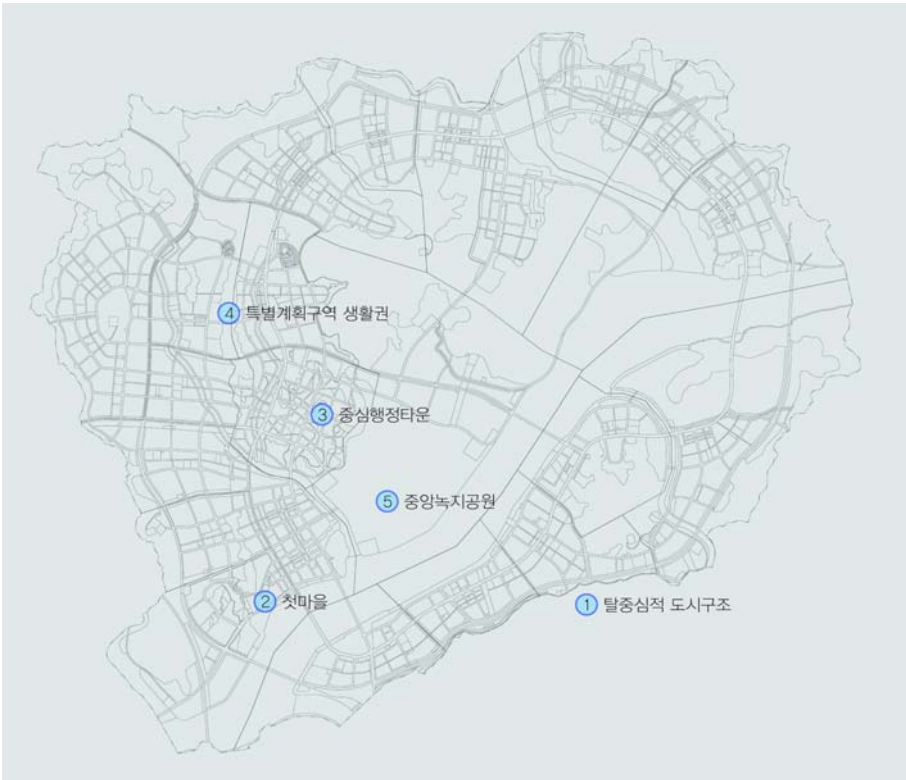 ④ 특별계획구역 생활권
③ 중심행정타운
⑤ 중앙녹지공원
② 첫마을
① 탈중심적 도시구조